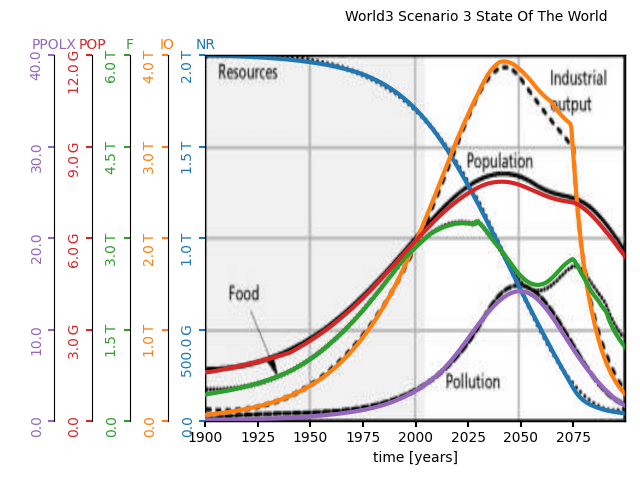 World3 Scenario 3 State Of The World
PPOLX POP F IO NR
40.0 12.0 G 6.0 T 4.0 T 2.0 T
30.0 9.0 G 4.5 T 3.0 T 1.5 T
20.0 6.0 G 3.0 T 2.0 T 1.0 T
10.0 3.0 G 1.5 T 1.0 T 500.0 G
0.0 0.0 0.0 0.0 0.0
Resources
Industrial
output
Population
Food
Pollution
1900 1925 1950 1975 2000 2025 2050 2075
time [years]